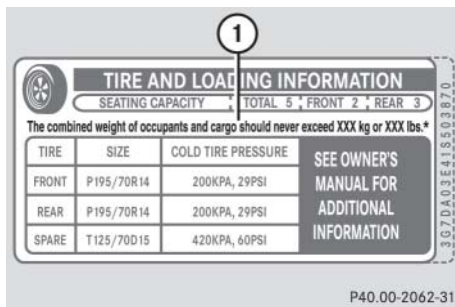 1
TIRE AND LOADING INFORMATION
SEATING CAPACITY TOTAL 5 FRONT 2 REAR 3
The combined weight of occupants and cargo should never exceed XXX kg or XXX lbs.*
TIRE SIZE COLD TIRE PRESSURE SEE OWNER'S MANUAL FOR ADDITIONAL INFORMATION
FRONT P195/70R14 200KPA, 29PSI
REAR P195/70R14 200KPA, 29PSI
SPARE T125/70D15 420KPA, 60PSI
3G7DA03E41S503870
P40.00-2062-31